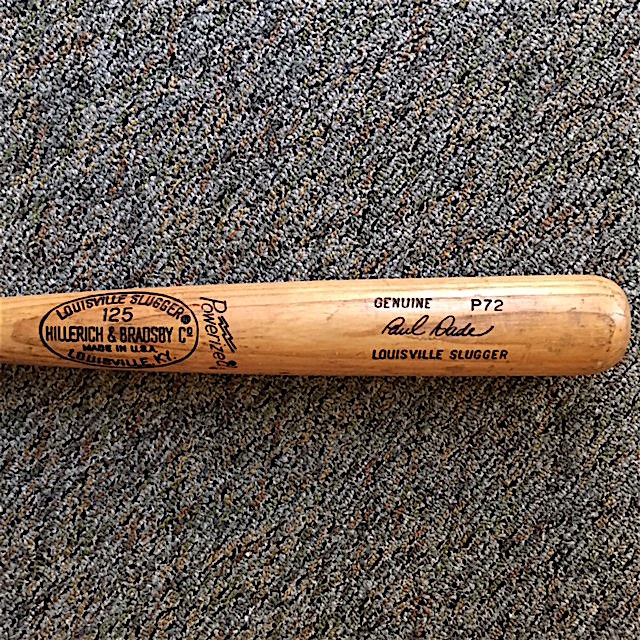 LOUISVILLE SLUGGER®
125
HILLERICH & BRADSBY Cº
MADE IN U.S.A.
LOUISVILLE, KY.
Powerized
GENUINE P72
Paul Dade
LOUISVILLE SLUGGER